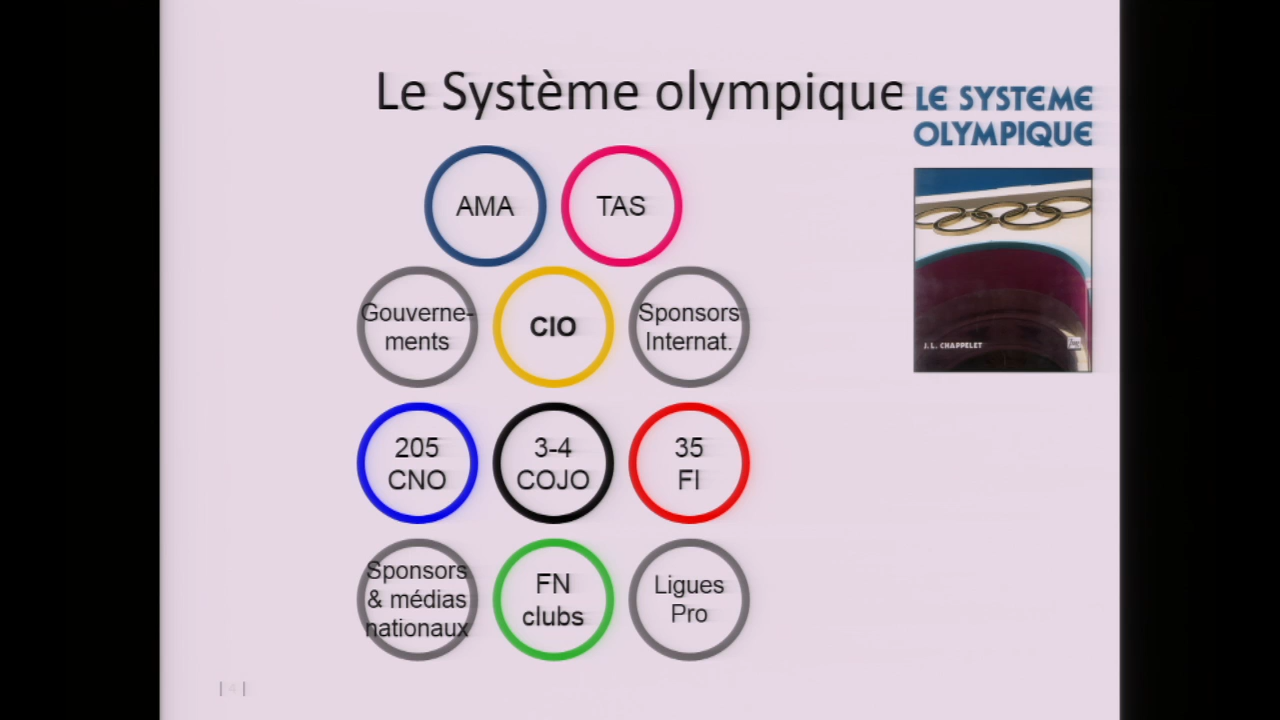 Le Système olympique
LE SYSTEME
OLYMPIQUE
AMA
TAS
Gouverne-
ments
CIO
Sponsors
Internat.
J. L. CHAPPELET
205
CNO
3-4
COJO
35
FI
Sponsors
& médias
nationaux
FN
clubs
Ligues
Pro
| 4 |